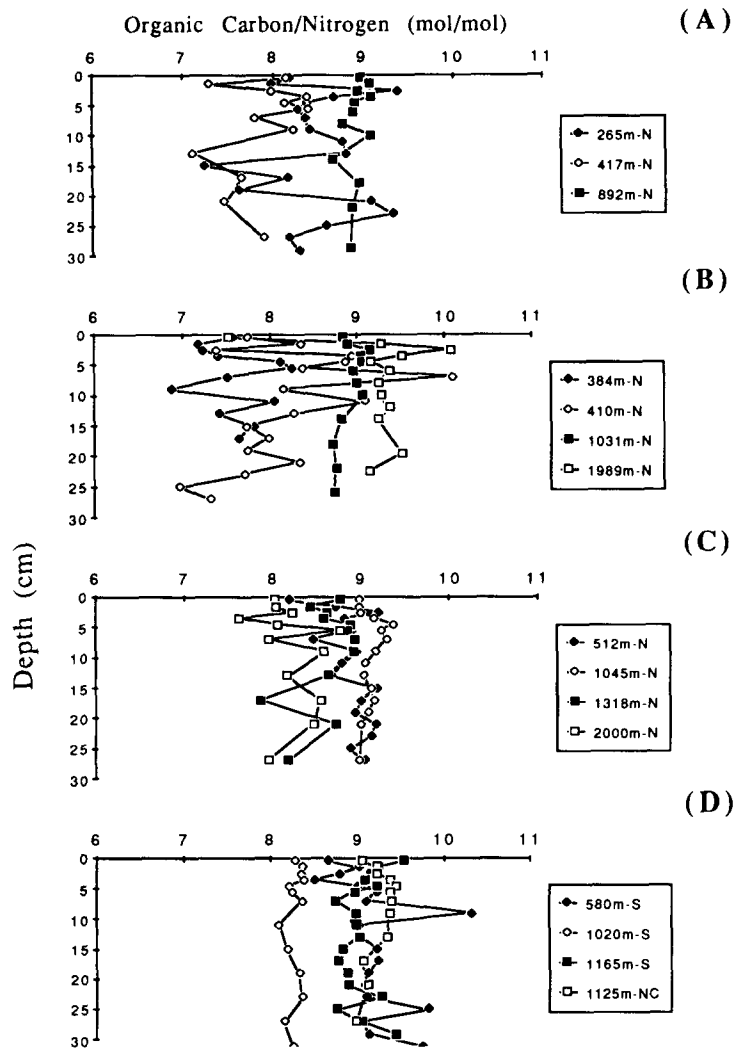 Organic Carbon/Nitrogen (mol/mol)
(A)
6 7 8 9 10 11
0
5
10
15
20
25
30
265m-N
417m-N
892m-N
(B)
6 7 8 9 10 11
0
5
10
15
20
25
30
384m-N
410m-N
1031m-N
1989m-N
(C)
6 7 8 9 10 11
0
5
10
15
20
25
30
512m-N
1045m-N
1318m-N
2000m-N
Depth (cm)
(D)
6 7 8 9 10 11
0
5
10
15
20
25
30
580m-S
1020m-S
1165m-S
1125m-NC